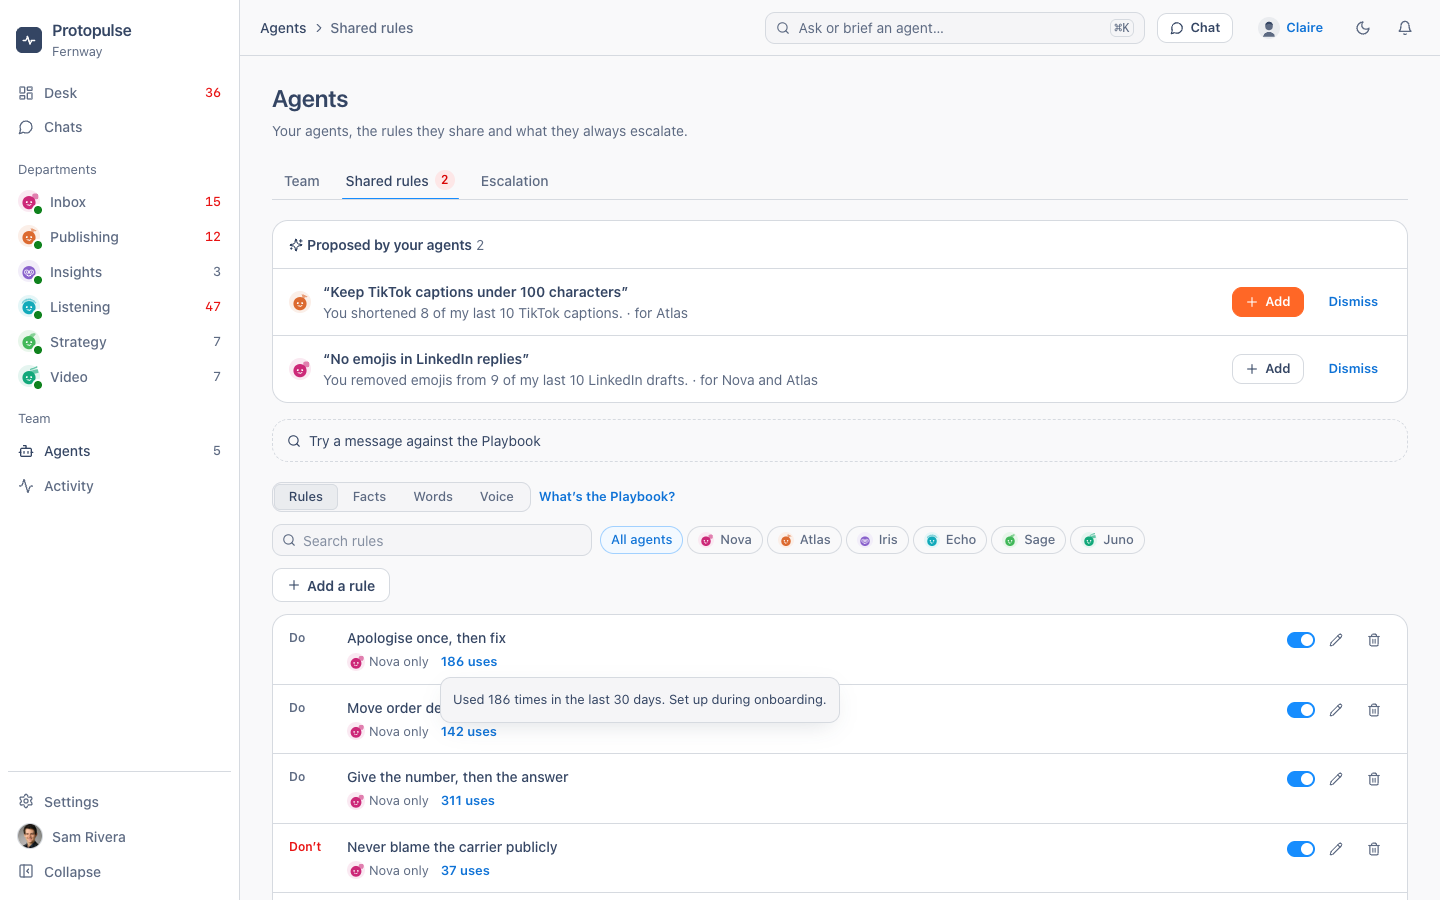 Protopulse
Fernway
Desk 36
Chats
Departments
Inbox 15
Publishing 12
Insights 3
Listening 47
Strategy 7
Video 7
Team
Agents 5
Activity
Settings
Sam Rivera
Collapse
Agents > Shared rules
Ask or brief an agent… ⌘K
Chat
Claire
Agents
Your agents, the rules they share and what they always escalate.
Team Shared rules 2 Escalation
Proposed by your agents 2
“Keep TikTok captions under 100 characters”
You shortened 8 of my last 10 TikTok captions. · for Atlas
+ Add Dismiss
“No emojis in LinkedIn replies”
You removed emojis from 9 of my last 10 LinkedIn drafts. · for Nova and Atlas
+ Add Dismiss
Try a message against the Playbook
Rules Facts Words Voice What’s the Playbook?
Search rules
All agents Nova Atlas Iris Echo Sage Juno
+ Add a rule
Do Apologise once, then fix
Nova only 186 uses
Used 186 times in the last 30 days. Set up during onboarding.
Do Move order
Nova only 142 uses
Do Give the number, then the answer
Nova only 311 uses
Don’t Never blame the carrier publicly
Nova only 37 uses